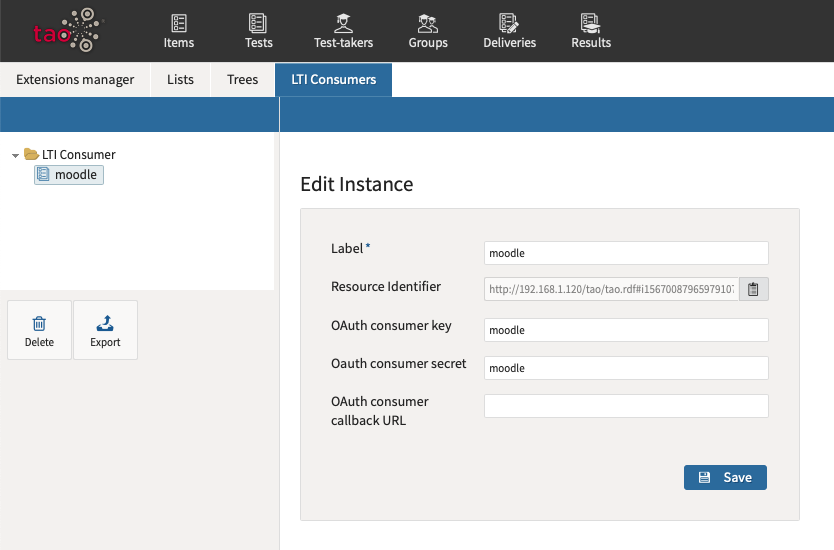 tao
Items
Tests
Test-takers
Groups
Deliveries
Results
Extensions manager
Lists
Trees
LTI Consumers
LTI Consumer
moodle
Delete
Export
Edit Instance
Label *
moodle
Resource Identifier
http://192.168.1.120/tao/tao.rdf#i1567008796597910
OAuth consumer key
moodle
Oauth consumer secret
moodle
OAuth consumer
callback URL
Save